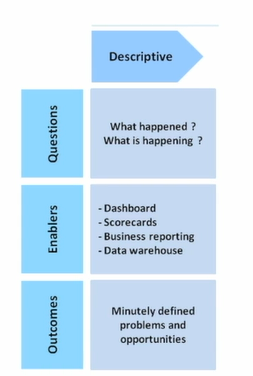 Descriptive
Questions
What happened ?
What is happening ?
Enablers
- Dashboard
- Scorecards
- Business reporting
- Data warehouse
Outcomes
Minutely defined
problems and
opportunities